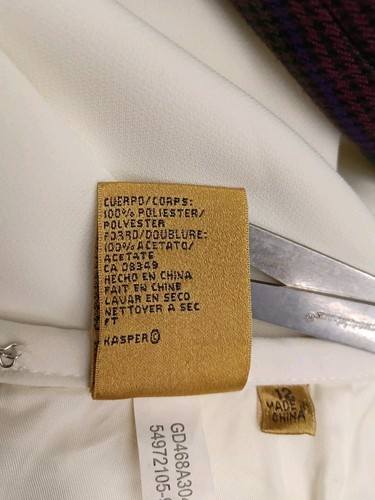 CUERPO/CORPS:
100% POLIESTER/
POLYESTER
FORRO/DOUBLURE:
100% ACETATO/
ACETATE
CA 08349
HECHO EN CHINA
FAIT EN CHINE
LAVAR EN SECO
NETTOYER A SEC
FT
KASPER©
12
MADE IN
CHINA
GD468A30
54972105-